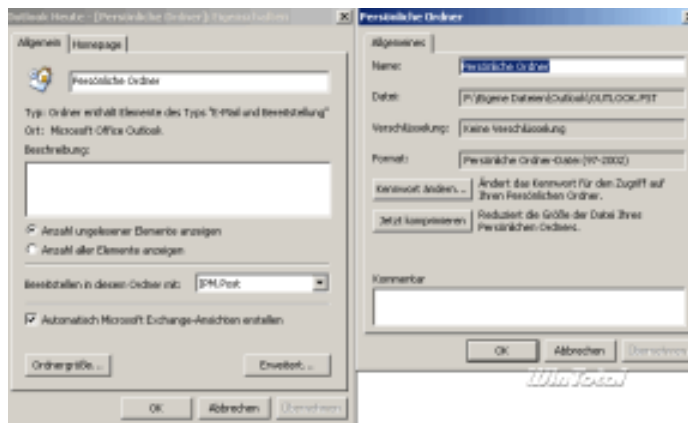 Outlook Heute - [Persönliche Ordner] Eigenschaften
Allgemein
Homepage
Persönliche Ordner
Typ: Ordner enthält Elemente des Typs "E-Mail und Bereitstellung"
Ort: Microsoft Office Outlook
Beschreibung:
Anzahl ungelesener Elemente anzeigen
Anzahl aller Elemente anzeigen
Bereitstellen in diesem Ordner mit:
IPM.Post
Automatisch Microsoft Exchange-Ansichten erstellen
Ordnergröße...
Erweitert...
OK
Abbrechen
Übernehmen
Persönliche Ordner
Allgemeines
Name:
Persönliche Ordner
Datei:
P:\Eigene Dateien\Outlook\OUTLOOK.PST
Verschlüsselung:
Keine Verschlüsselung
Format:
Persönliche Ordner-Datei (97-2002)
Kennwort ändern...
Ändert das Kennwort für den Zugriff auf
Ihren Persönlichen Ordner.
Jetzt komprimieren
Reduziert die Größe der Datei Ihres
Persönlichen Ordners.
Kommentar
OK
Abbrechen
Übernehmen
WinTotal